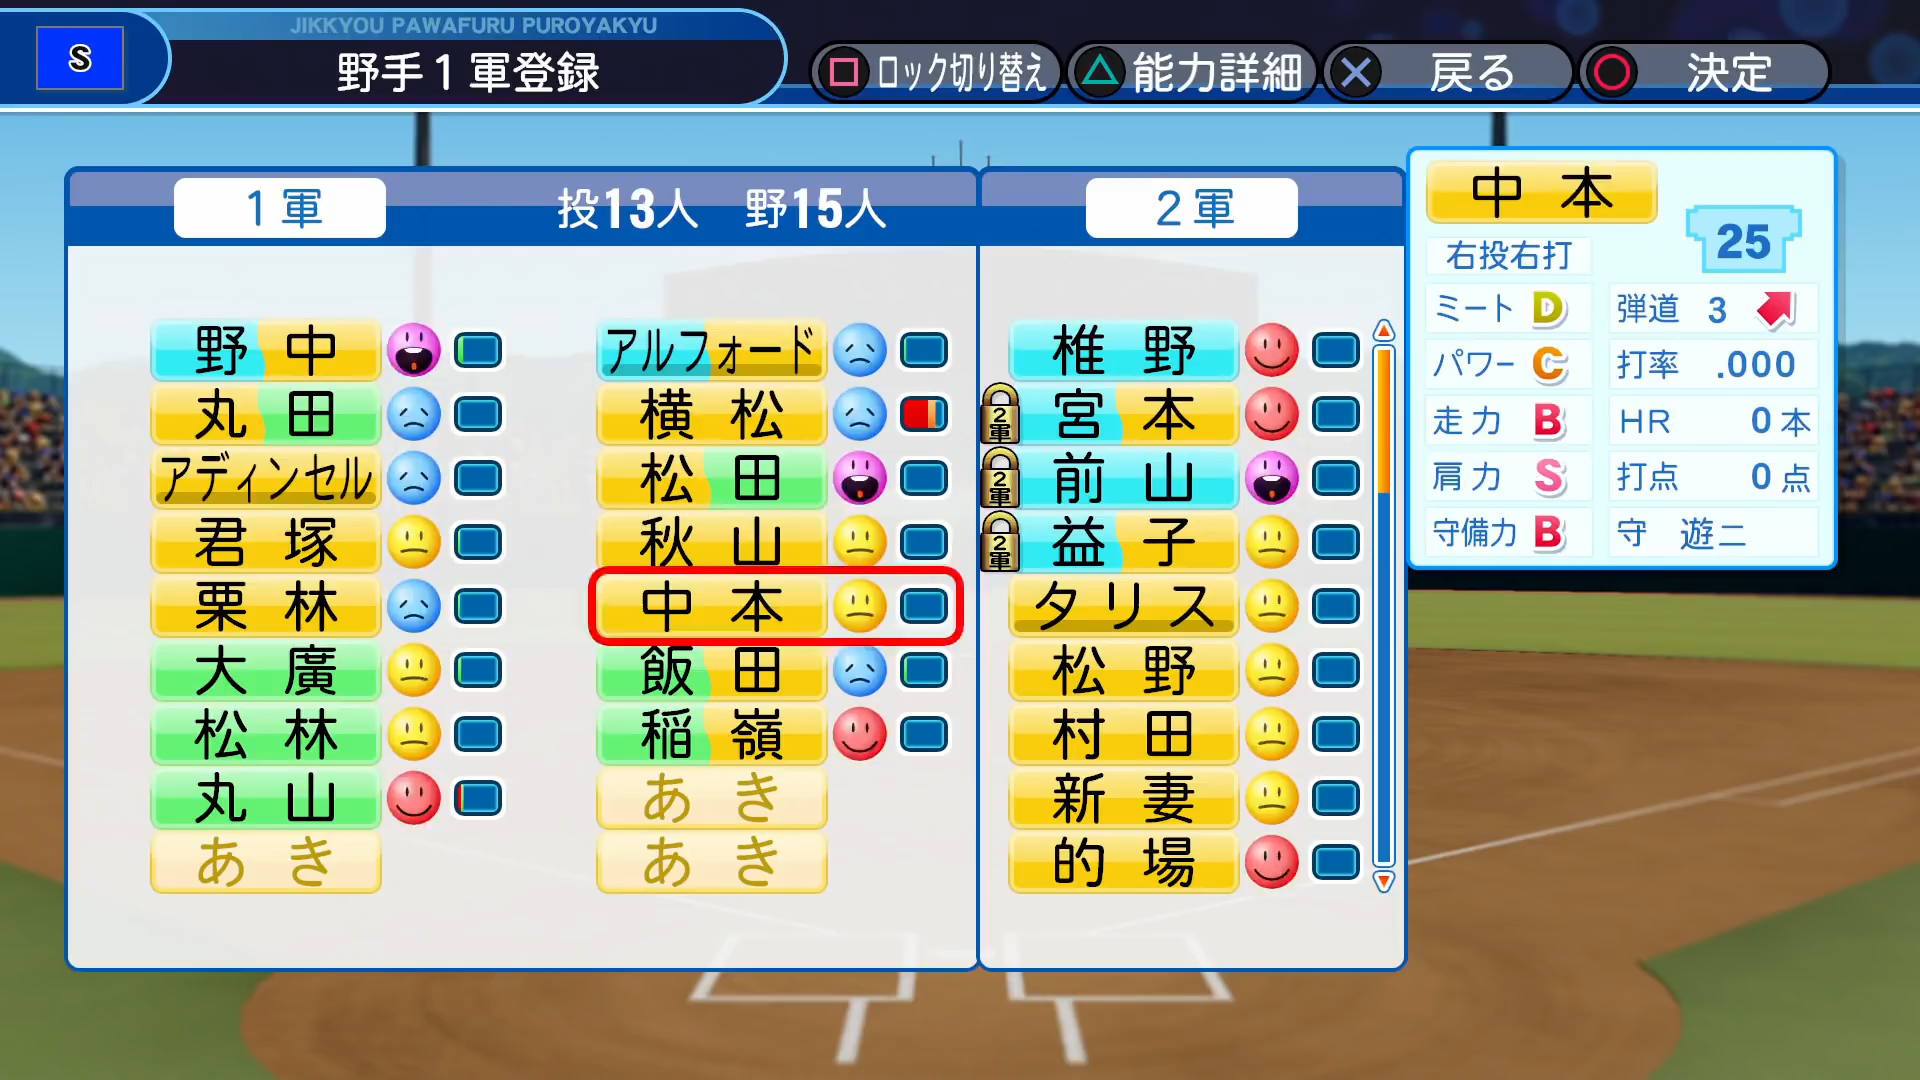 S
JIKKYOU PAWAFURU PUROYAKYU
野手1軍登録
ロック切り替え
能力詳細
戻る
決定
1軍
投13人 野15人
2軍
野中
丸田
アディンセル
君塚
栗林
大廣
松林
丸山
あき
アルフォード
横松
松田
秋山
中本
飯田
稲嶺
あき
あき
椎野
2軍 宮本
2軍 前山
2軍 益子
タリス
松野
村田
新妻
的場
中本
25
右投右打
ミート D 弾道 3
パワー C 打率 .000
走力 B HR 0本
肩力 S 打点 0点
守備力 B 守 遊二